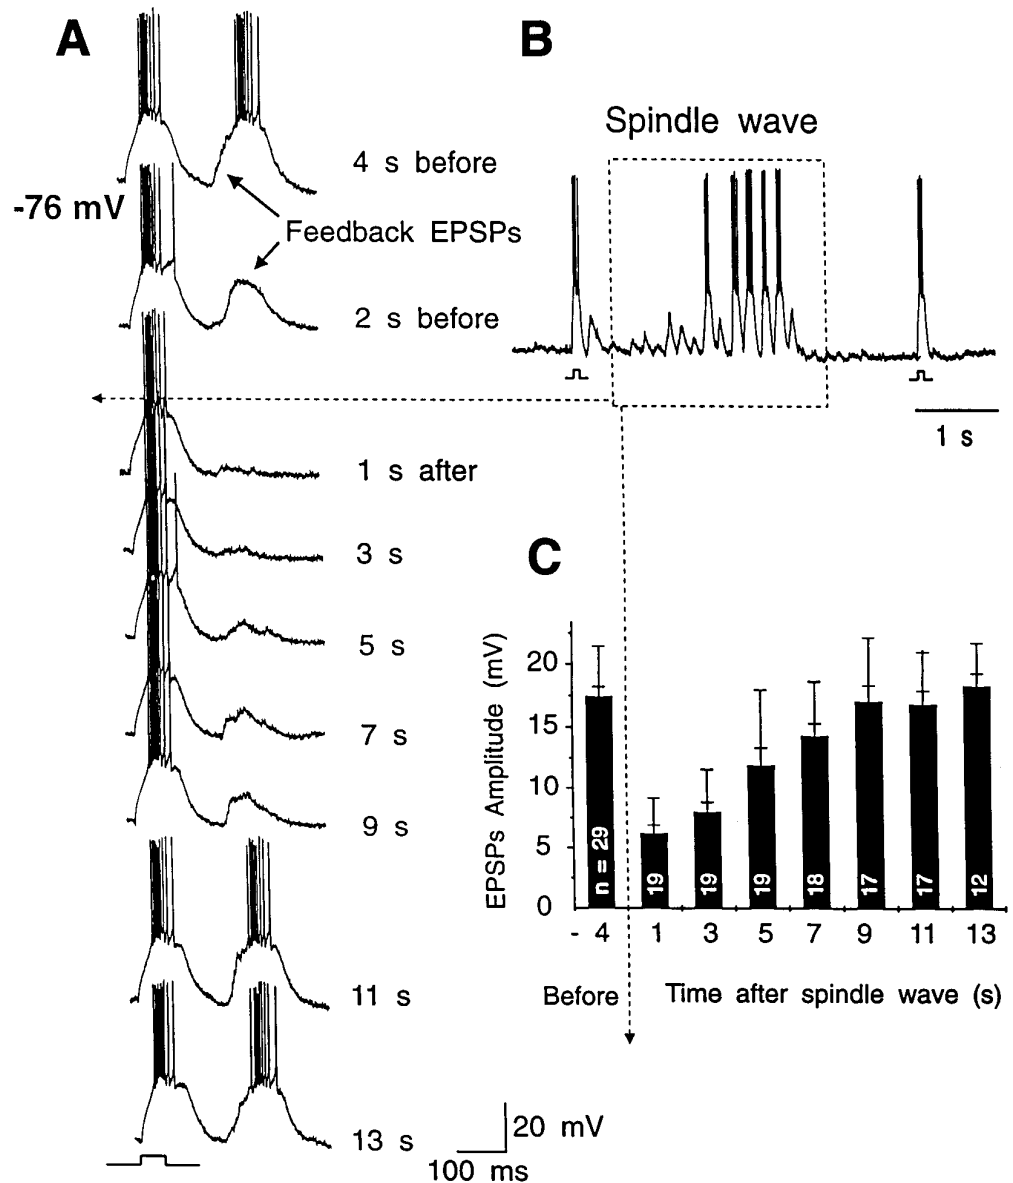 A
4 s before
-76 mV
Feedback EPSPs
2 s before
1 s after
3 s
5 s
7 s
9 s
11 s
13 s
20 mV
100 ms
B
Spindle wave
1 s
C
EPSPs Amplitude (mV)
20
15
10
5
0
n = 29
19
19
19
18
17
17
12
- 4 1 3 5 7 9 11 13
Before Time after spindle wave (s)